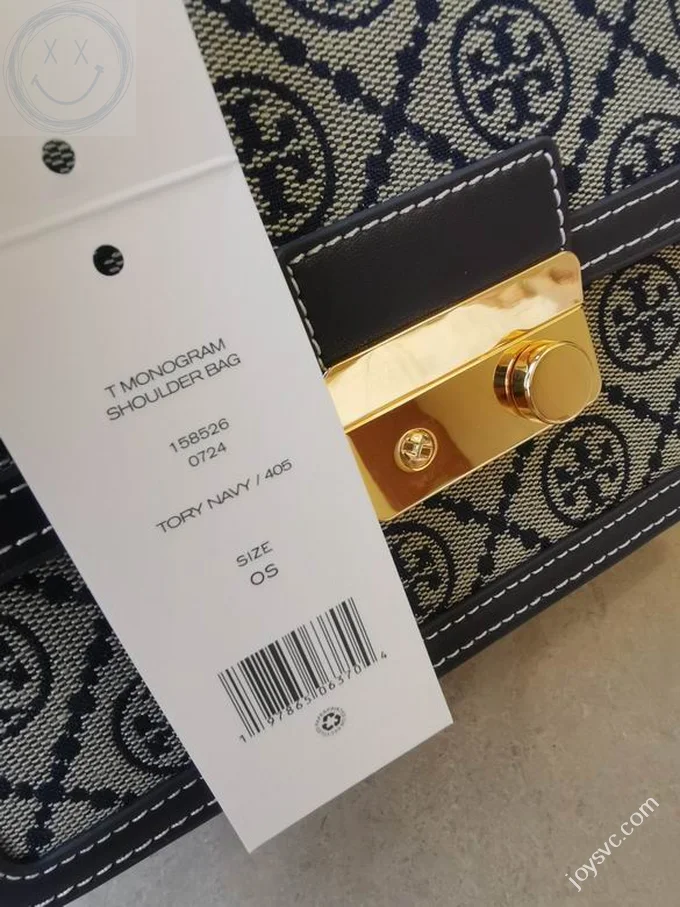 T MONOGRAM
SHOULDER BAG
158526
0724
TORY NAVY / 405
SIZE
OS
joysvc.com